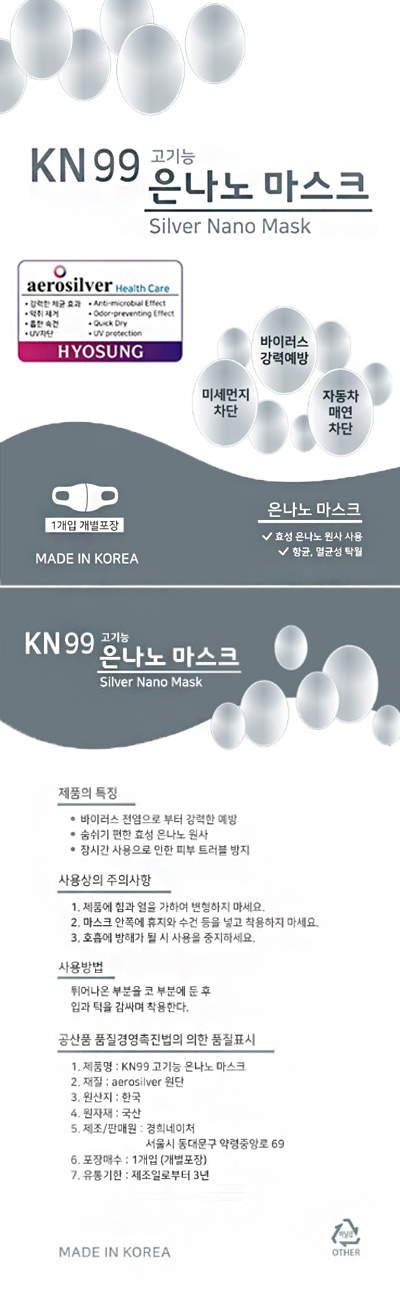 KN99 고기능
은나노 마스크
Silver Nano Mask
aerosilver Health Care
• 강력한 제균 효과 • Anti-microbial Effect
• 악취 제거 • Odor-preventing Effect
• 흡한 속건 • Quick Dry
• UV차단 • UV protection
HYOSUNG
바이러스
강력예방
미세먼지
차단
자동차
매연
차단
1개입 개별포장
MADE IN KOREA
은나노 마스크
✓ 효성 은나노 원사 사용
✓ 항균, 멸균성 탁월
KN99 고기능
은나노 마스크
Silver Nano Mask
제품의 특징
• 바이러스 전염으로 부터 강력한 예방
• 숨쉬기 편한 효성 은나노 원사
• 장시간 사용으로 인한 피부 트러블 방지
사용상의 주의사항
1. 제품에 힘과 열을 가하여 변형하지 마세요.
2. 마스크 안쪽에 휴지와 수건 등을 넣고 착용하지 마세요.
3. 호흡에 방해가 될 시 사용을 중지하세요.
사용방법
튀어나온 부분을 코 부분에 둔 후
입과 턱을 감싸며 착용한다.
공산품 품질경영촉진법의 의한 품질표시
1. 제품명 : KN99 고기능 은나노 마스크
2. 재질 : aerosilver 원단
3. 원산지 : 한국
4. 원자재 : 국산
5. 제조/판매원 : 경희네이처
서울시 동대문구 약령중앙로 69
6. 포장매수 : 1개입 (개별포장)
7. 유통기한 : 제조일로부터 3년
MADE IN KOREA
비닐류
OTHER